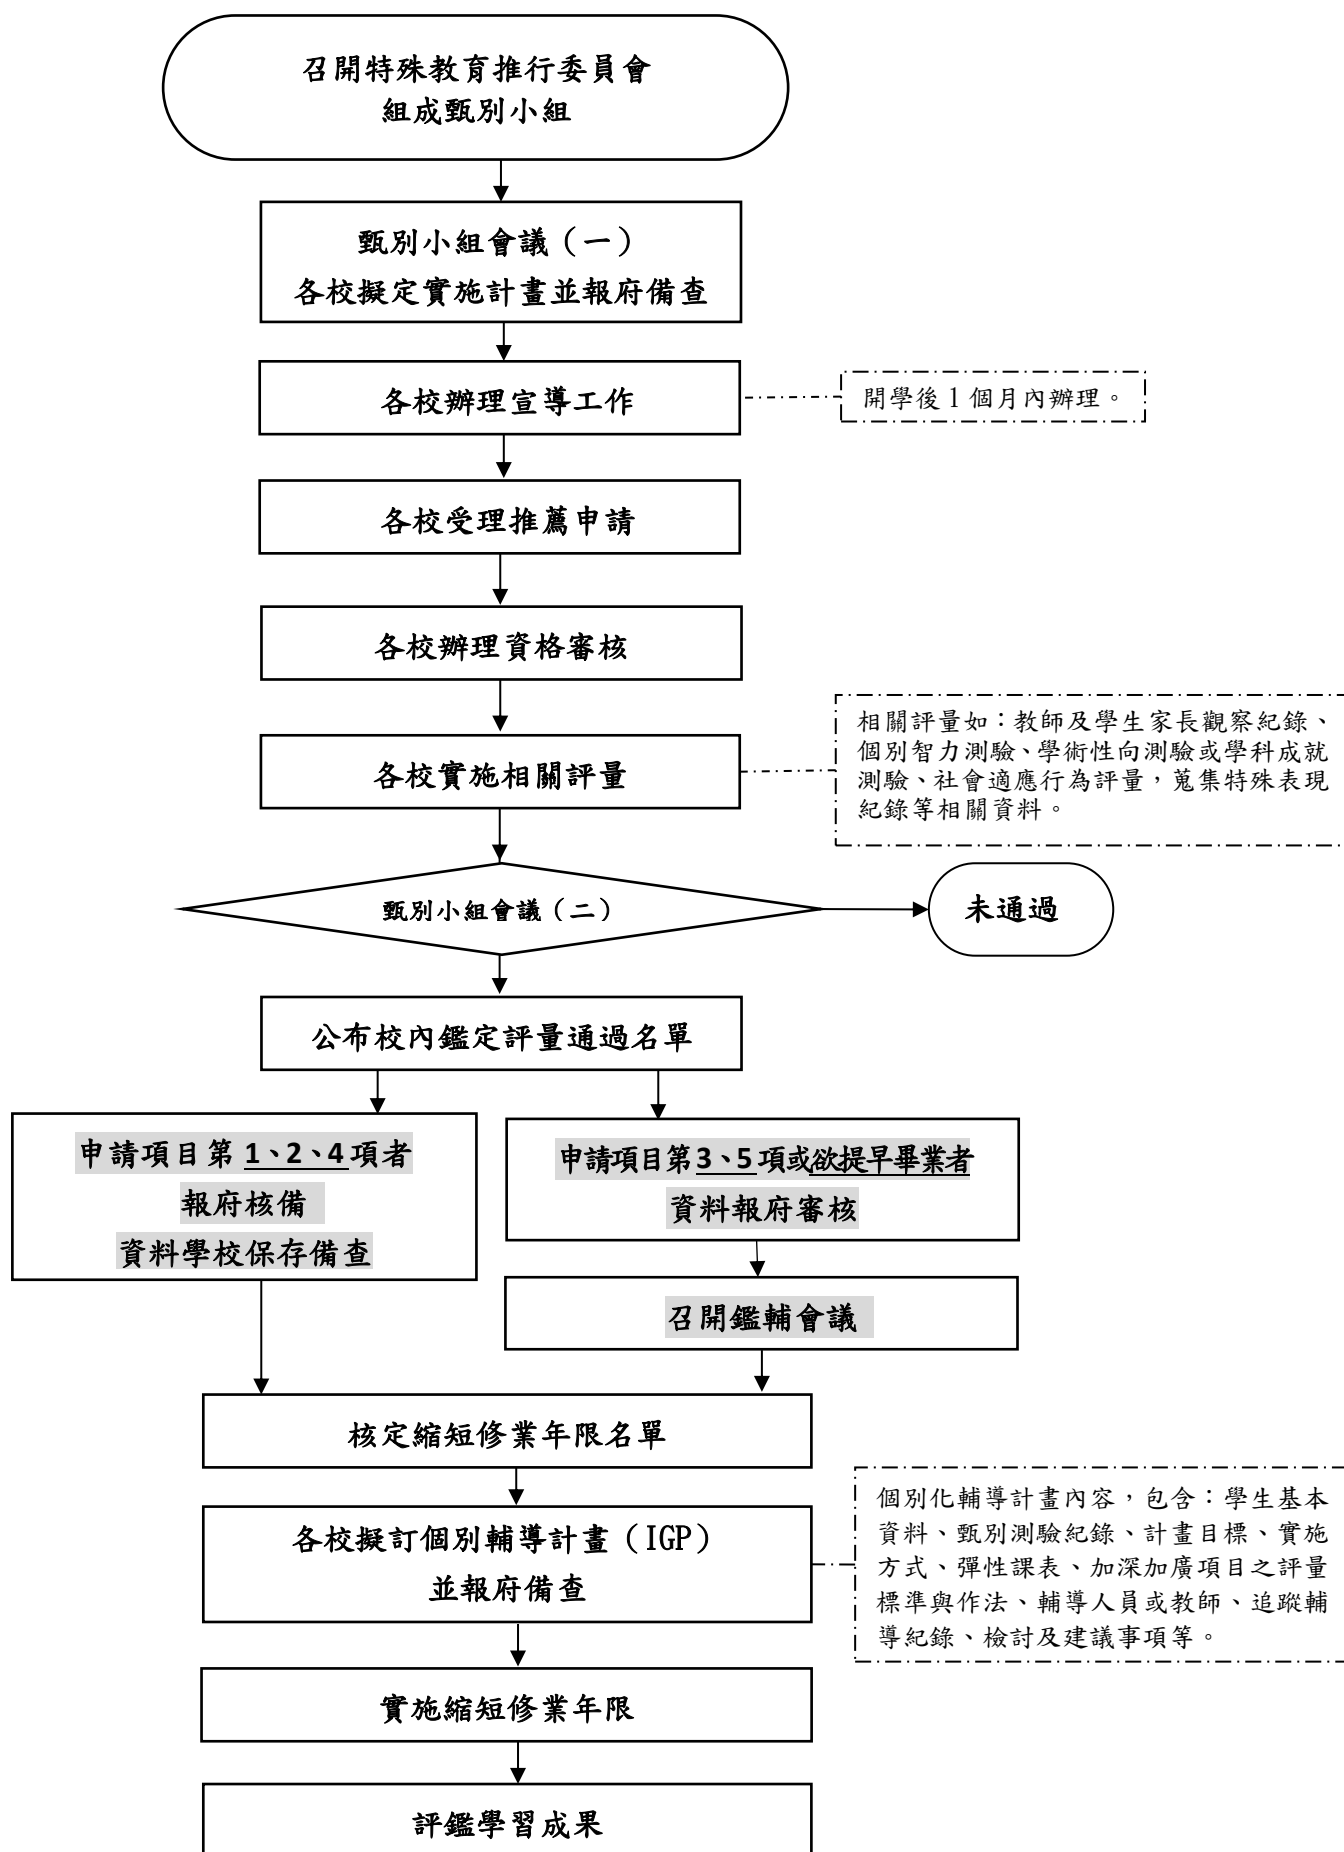 召開特殊教育推行委員會
組成甄別小組
甄別小組會議（一）
各校擬定實施計畫並報府備查
各校辦理宣導工作
開學後1個月內辦理。
各校受理推薦申請
各校辦理資格審核
各校實施相關評量
相關評量如：教師及學生家長觀察紀錄、
個別智力測驗、學術性向測驗或學科成就
測驗、社會適應行為評量，蒐集特殊表現
紀錄等相關資料。
甄別小組會議（二）
未通過
公布校內鑑定評量通過名單
申請項目第 1、2、4 項者
報府核備
資料學校保存備查
申請項目第3、5項或欲提早畢業者
資料報府審核
召開鑑輔會議
核定縮短修業年限名單
各校擬訂個別輔導計畫（IGP）
並報府備查
個別化輔導計畫內容，包含：學生基本
資料、甄別測驗紀錄、計畫目標、實施
方式、彈性課表、加深加廣項目之評量
標準與作法、輔導人員或教師、追蹤輔
導紀錄、檢討及建議事項等。
實施縮短修業年限
評鑑學習成果